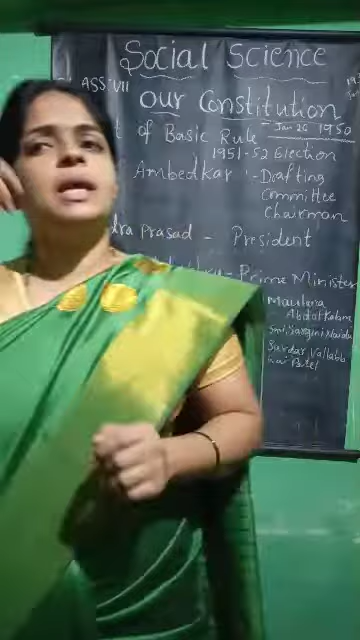 Social Science
ASS:VII
our Constitution
t of Basic Rule - Jan 26 1950
1951-52 Election
Ambedkar :- Drafting
Committee
Chairman
dra Prasad - President
- Prime Minister
Maulana
Abdul Kalam
Smt. Sarojini Naidu
Sardar Vallabh
bai Patel